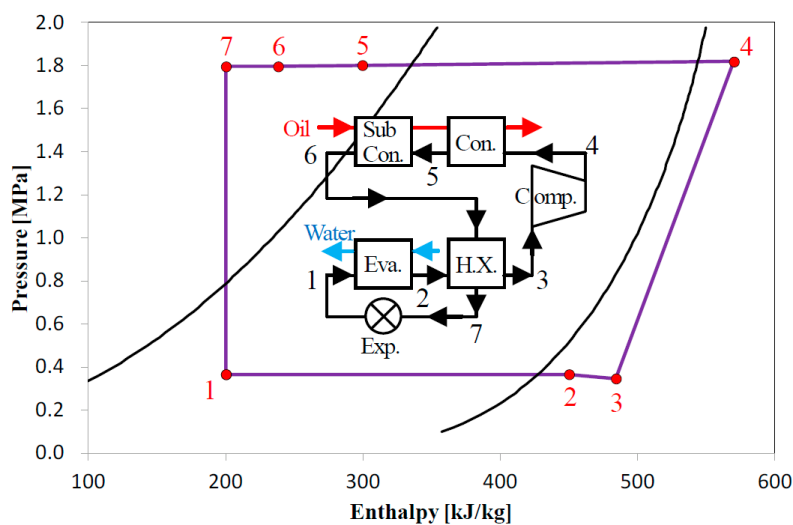 2.0
1.8
1.6
1.4
1.2
1.0
0.8
0.6
0.4
0.2
0.0
Pressure [MPa]
100
200
300
400
500
600
Enthalpy [kJ/kg]
7
6
5
4
1
2
3
Oil
Sub
Con.
Con.
6
5
4
Comp.
Water
1
Eva.
2
H.X.
3
Exp.
7